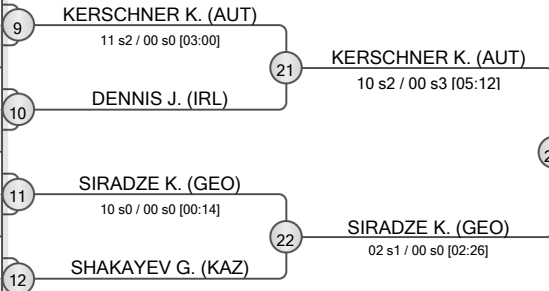 9
KERSCHNER K. (AUT)
11 s2 / 00 s0 [03:00]
21
KERSCHNER K. (AUT)
10 s2 / 00 s3 [05:12]
10
DENNIS J. (IRL)
11
SIRADZE K. (GEO)
10 s0 / 00 s0 [00:14]
22
SIRADZE K. (GEO)
02 s1 / 00 s0 [02:26]
12
SHAKAYEV G. (KAZ)